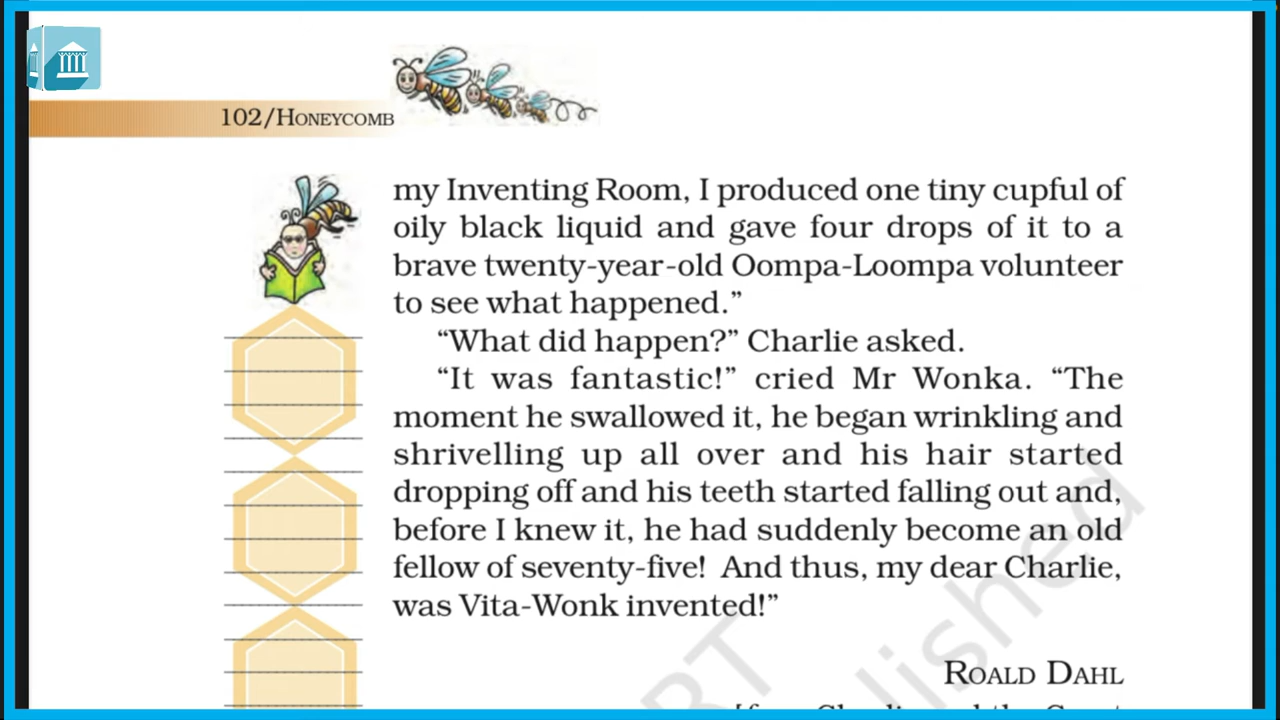 102/HONEYCOMB
my Inventing Room, I produced one tiny cupful of
oily black liquid and gave four drops of it to a
brave twenty-year-old Oompa-Loompa volunteer
to see what happened.”
“What did happen?” Charlie asked.
“It was fantastic!” cried Mr Wonka. “The
moment he swallowed it, he began wrinkling and
shrivelling up all over and his hair started
dropping off and his teeth started falling out and,
before I knew it, he had suddenly become an old
fellow of seventy-five! And thus, my dear Charlie,
was Vita-Wonk invented!”
ROALD DAHL